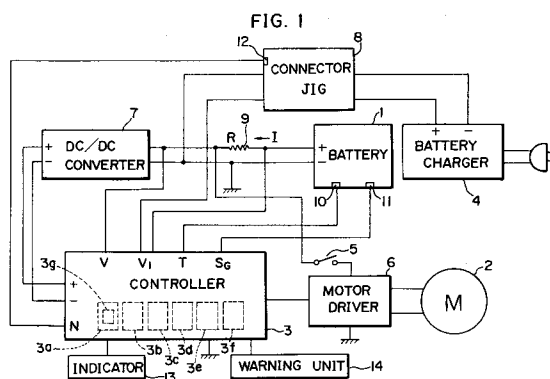 FIG. 1
12
8
CONNECTOR
JIG
7
9
1
+ DC/DC
- CONVERTER
R ← I
+ BATTERY
-
+ -
BATTERY
CHARGER
4
10 11
5
6
2
V V1 T SG
3g
+ CONTROLLER
-
N
MOTOR
DRIVER
M
3
3a 3b 3c 3d 3e 3f
INDICATOR
13
WARNING UNIT
14